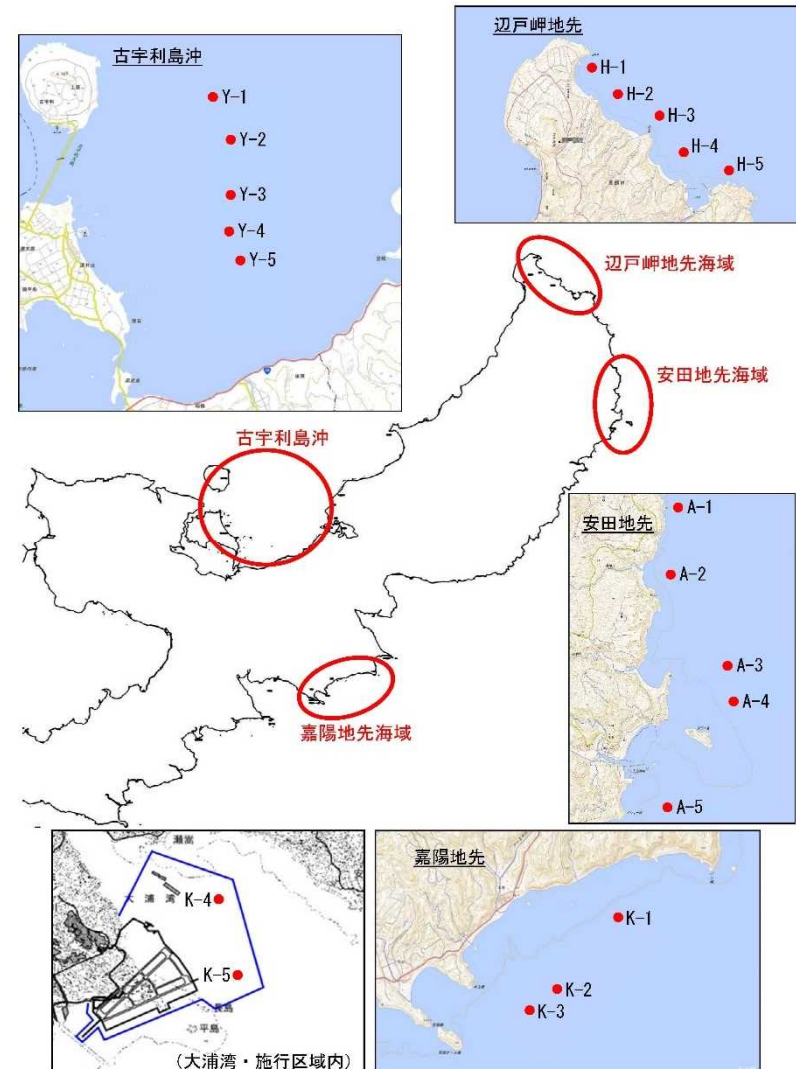 古宇利島沖
Y-1
Y-2
Y-3
Y-4
Y-5
辺戸岬地先
H-1
H-2
H-3
H-4
H-5
辺戸岬地先海域
安田地先海域
古宇利島沖
嘉陽地先海域
安田地先
A-1
A-2
A-3
A-4
A-5
瀬嵩
大浦湾
K-4
K-5
長島
平島
(大浦湾・施行区域内)
嘉陽地先
K-1
K-2
K-3